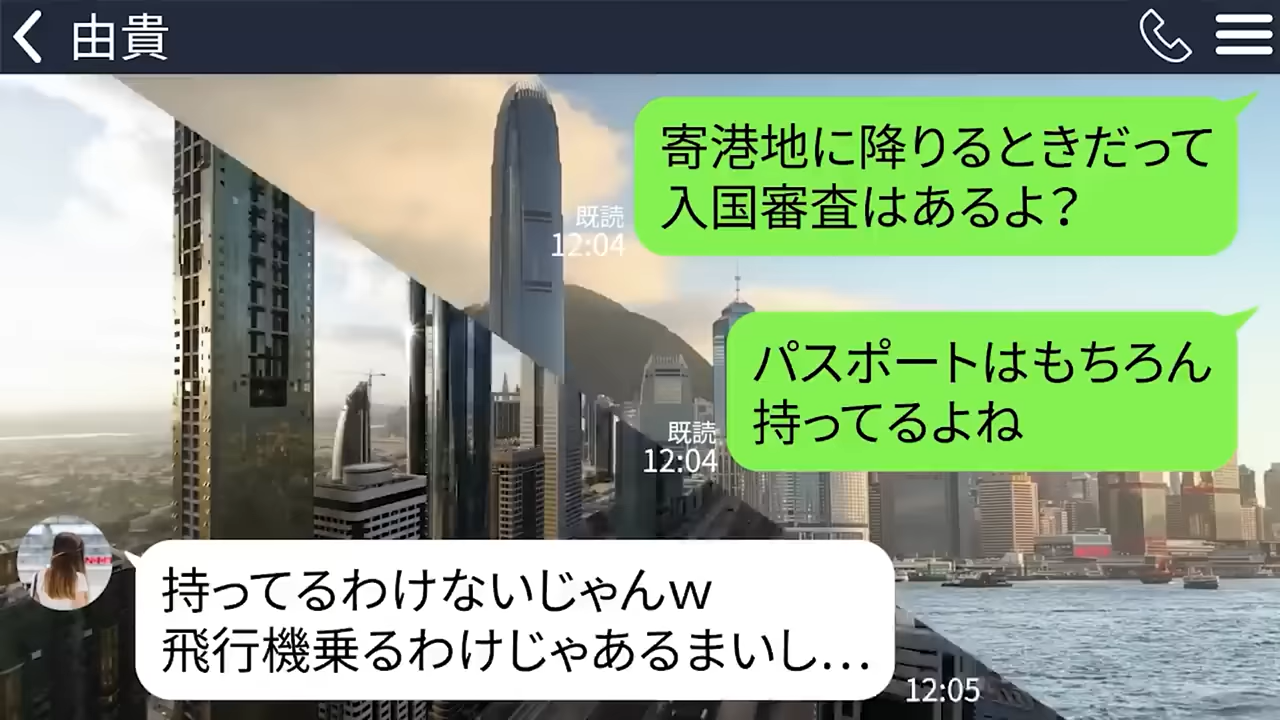 由貴
寄港地に降りるときだって
入国審査はあるよ？
既読
12:04
パスポートはもちろん
持ってるよね
既読
12:04
持ってるわけないじゃんｗ
飛行機乗るわけじゃあるまいし…
12:05